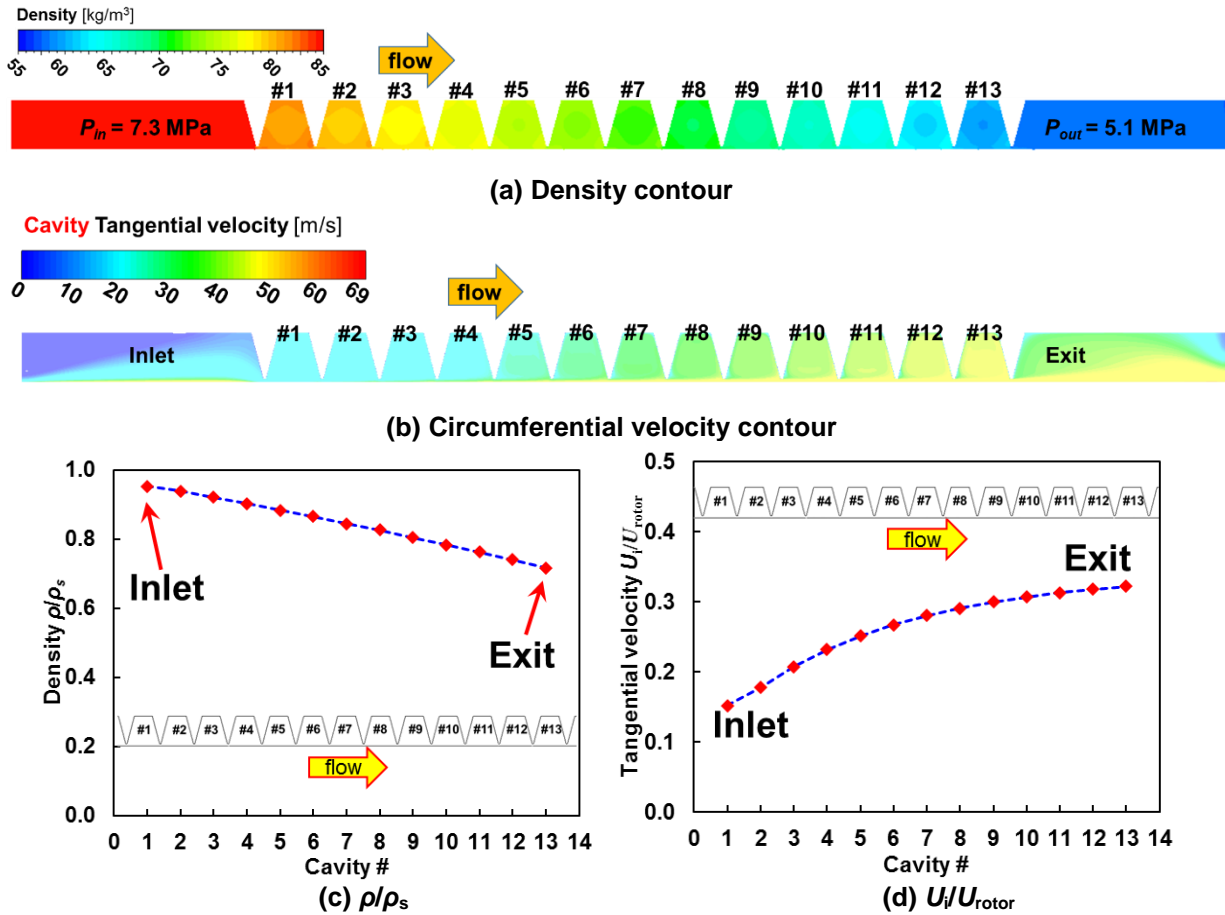 Density [kg/m³]
55 60 65 70 75 80 85
flow
#1 #2 #3 #4 #5 #6 #7 #8 #9 #10 #11 #12 #13
P_in = 7.3 MPa
P_out = 5.1 MPa
(a) Density contour
Cavity Tangential velocity [m/s]
0 10 20 30 40 50 60 69
flow
Inlet #1 #2 #3 #4 #5 #6 #7 #8 #9 #10 #11 #12 #13 Exit
(b) Circumferential velocity contour
1.0
0.8
0.6
0.4
0.2
0.0
Density ρ/ρs
Inlet
Exit
#1 #2 #3 #4 #5 #6 #7 #8 #9 #10 #11 #12 #13
flow
0 1 2 3 4 5 6 7 8 9 10 11 12 13 14
Cavity #
(c) ρ/ρs
0.5
0.4
0.3
0.2
0.1
0.0
Tangential velocity Ui/Urotor
#1 #2 #3 #4 #5 #6 #7 #8 #9 #10 #11 #12 #13
flow
Exit
Inlet
0 1 2 3 4 5 6 7 8 9 10 11 12 13 14
Cavity #
(d) Ui/Urotor